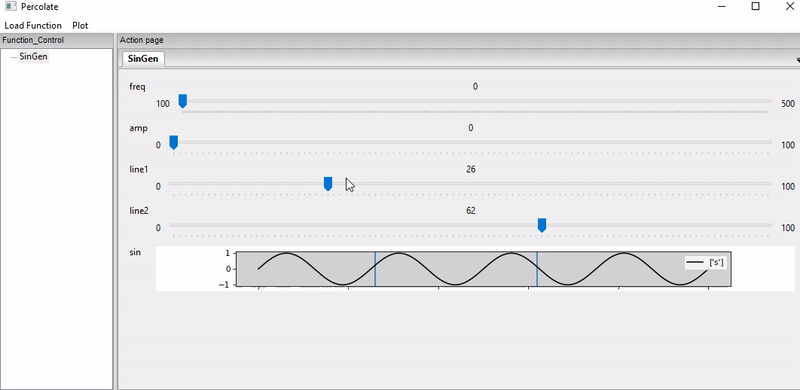 Percolate
Load Function Plot
Function_Control
SinGen
Action page
SinGen
freq 0
100 500
amp 0
0 100
line1 26
0 100
line2 62
0 100
sin
1
0
−1
['s']